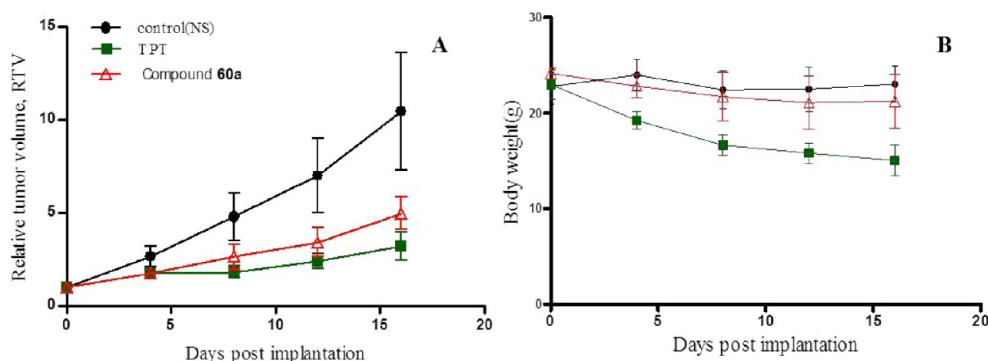 control(NS)
TPT
Compound 60a
A
Relative tumor volume, RTV
15
10
5
0
0
5
10
15
20
Days post implantation
B
Body weight(g)
30
20
10
0
0
5
10
15
20
Days post implantation